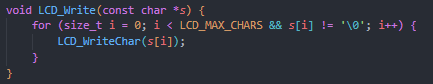 void LCD_Write(const char *s) {
    for (size_t i = 0; i < LCD_MAX_CHARS && s[i] != '\0'; i++) {
        LCD_WriteChar(s[i]);
    }
}